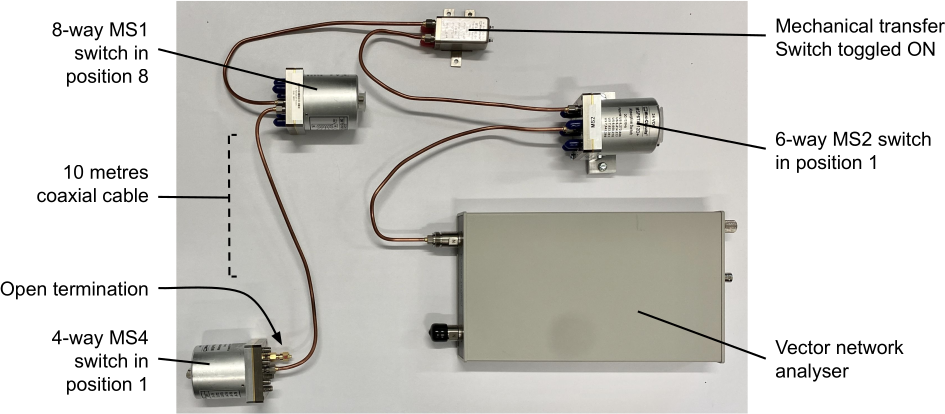 8-way MS1
switch in
position 8
Mechanical transfer
Switch toggled ON
MS2
6-way MS2 switch
in position 1
10 metres
coaxial cable
Open termination
4-way MS4
switch in
position 1
Vector network
analyser